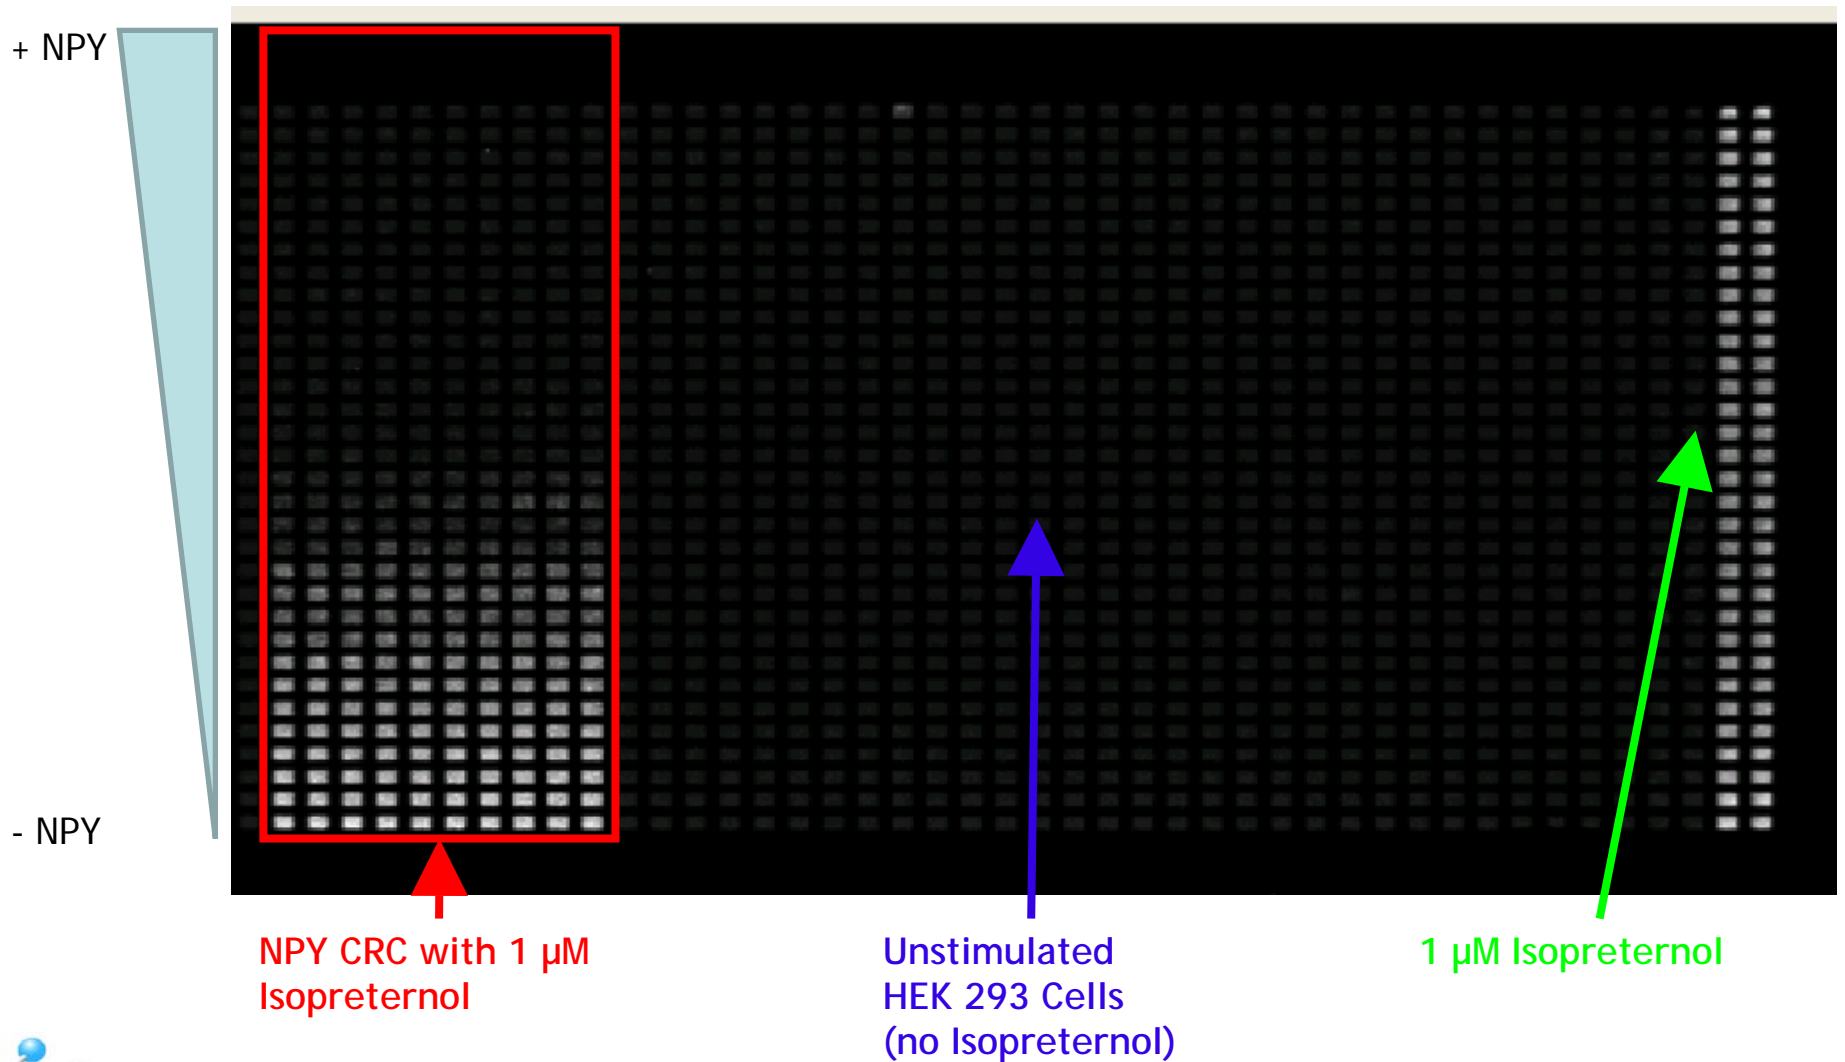 + NPY
- NPY
NPY CRC with 1 µM
Isopreternol
Unstimulated
HEK 293 Cells
(no Isopreternol)
1 µM Isopreternol